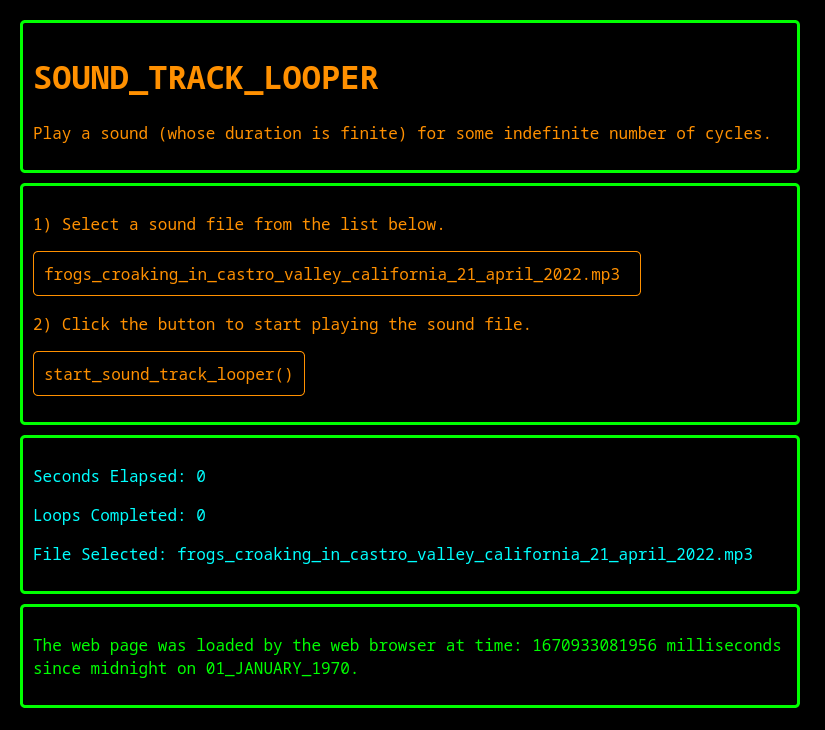 SOUND_TRACK_LOOPER
Play a sound (whose duration is finite) for some indefinite number of cycles.
1) Select a sound file from the list below.
frogs_croaking_in_castro_valley_california_21_april_2022.mp3
2) Click the button to start playing the sound file.
start_sound_track_looper()
Seconds Elapsed: 0
Loops Completed: 0
File Selected: frogs_croaking_in_castro_valley_california_21_april_2022.mp3
The web page was loaded by the web browser at time: 1670933081956 milliseconds
since midnight on 01_JANUARY_1970.